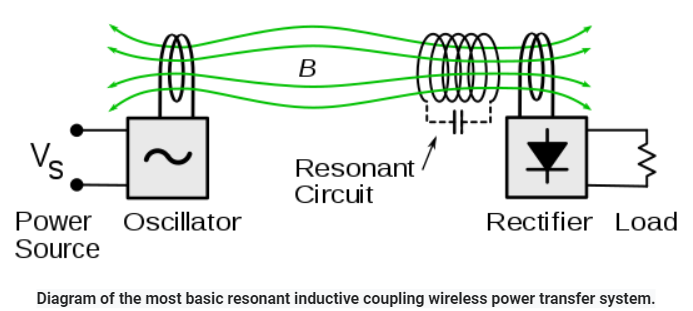 B
Vs
Resonant
Circuit
Power
Source
Oscillator
Rectifier
Load
Diagram of the most basic resonant inductive coupling wireless power transfer system.